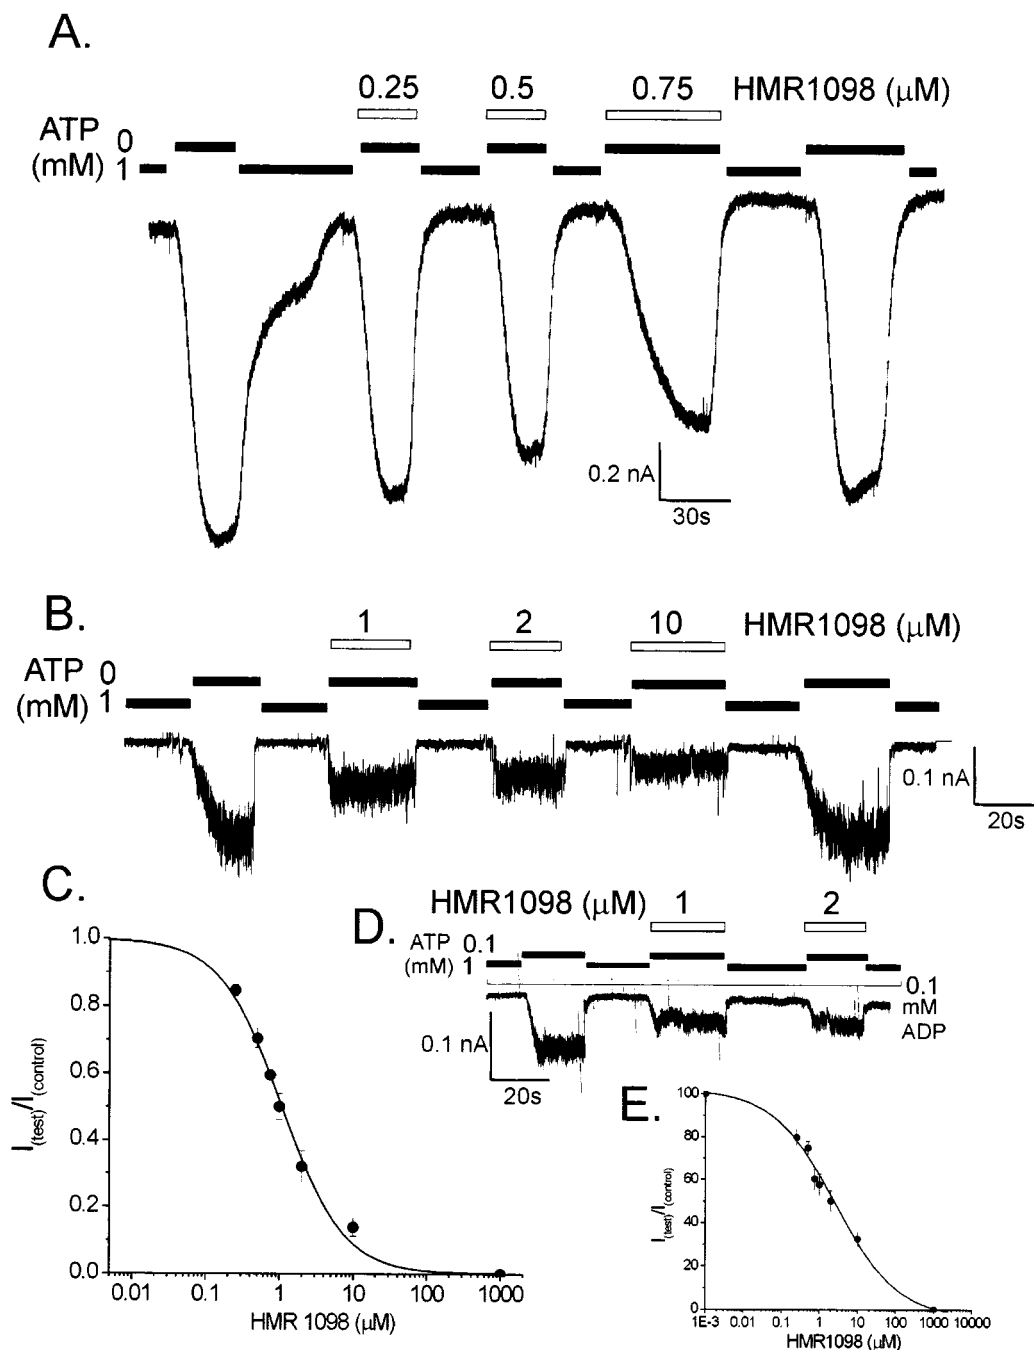 A.
0.25 0.5 0.75 HMR1098 (μM)
ATP 0
(mM) 1
0.2 nA
30s
B.
1 2 10 HMR1098 (μM)
ATP 0
(mM) 1
0.1 nA
20s
C.
1.0
0.8
0.6
0.4
0.2
0.0
I(test)/I(control)
0.01 0.1 1 10 100 1000
HMR 1098 (μM)
D.
HMR1098 (μM) 1 2
ATP 0.1
(mM) 1
0.1
mM
ADP
0.1 nA
20s
E.
100
80
60
40
20
0
I(test)/I(control)
1E-3 0.01 0.1 1 10 100 1000 10000
HMR1098 (μM)